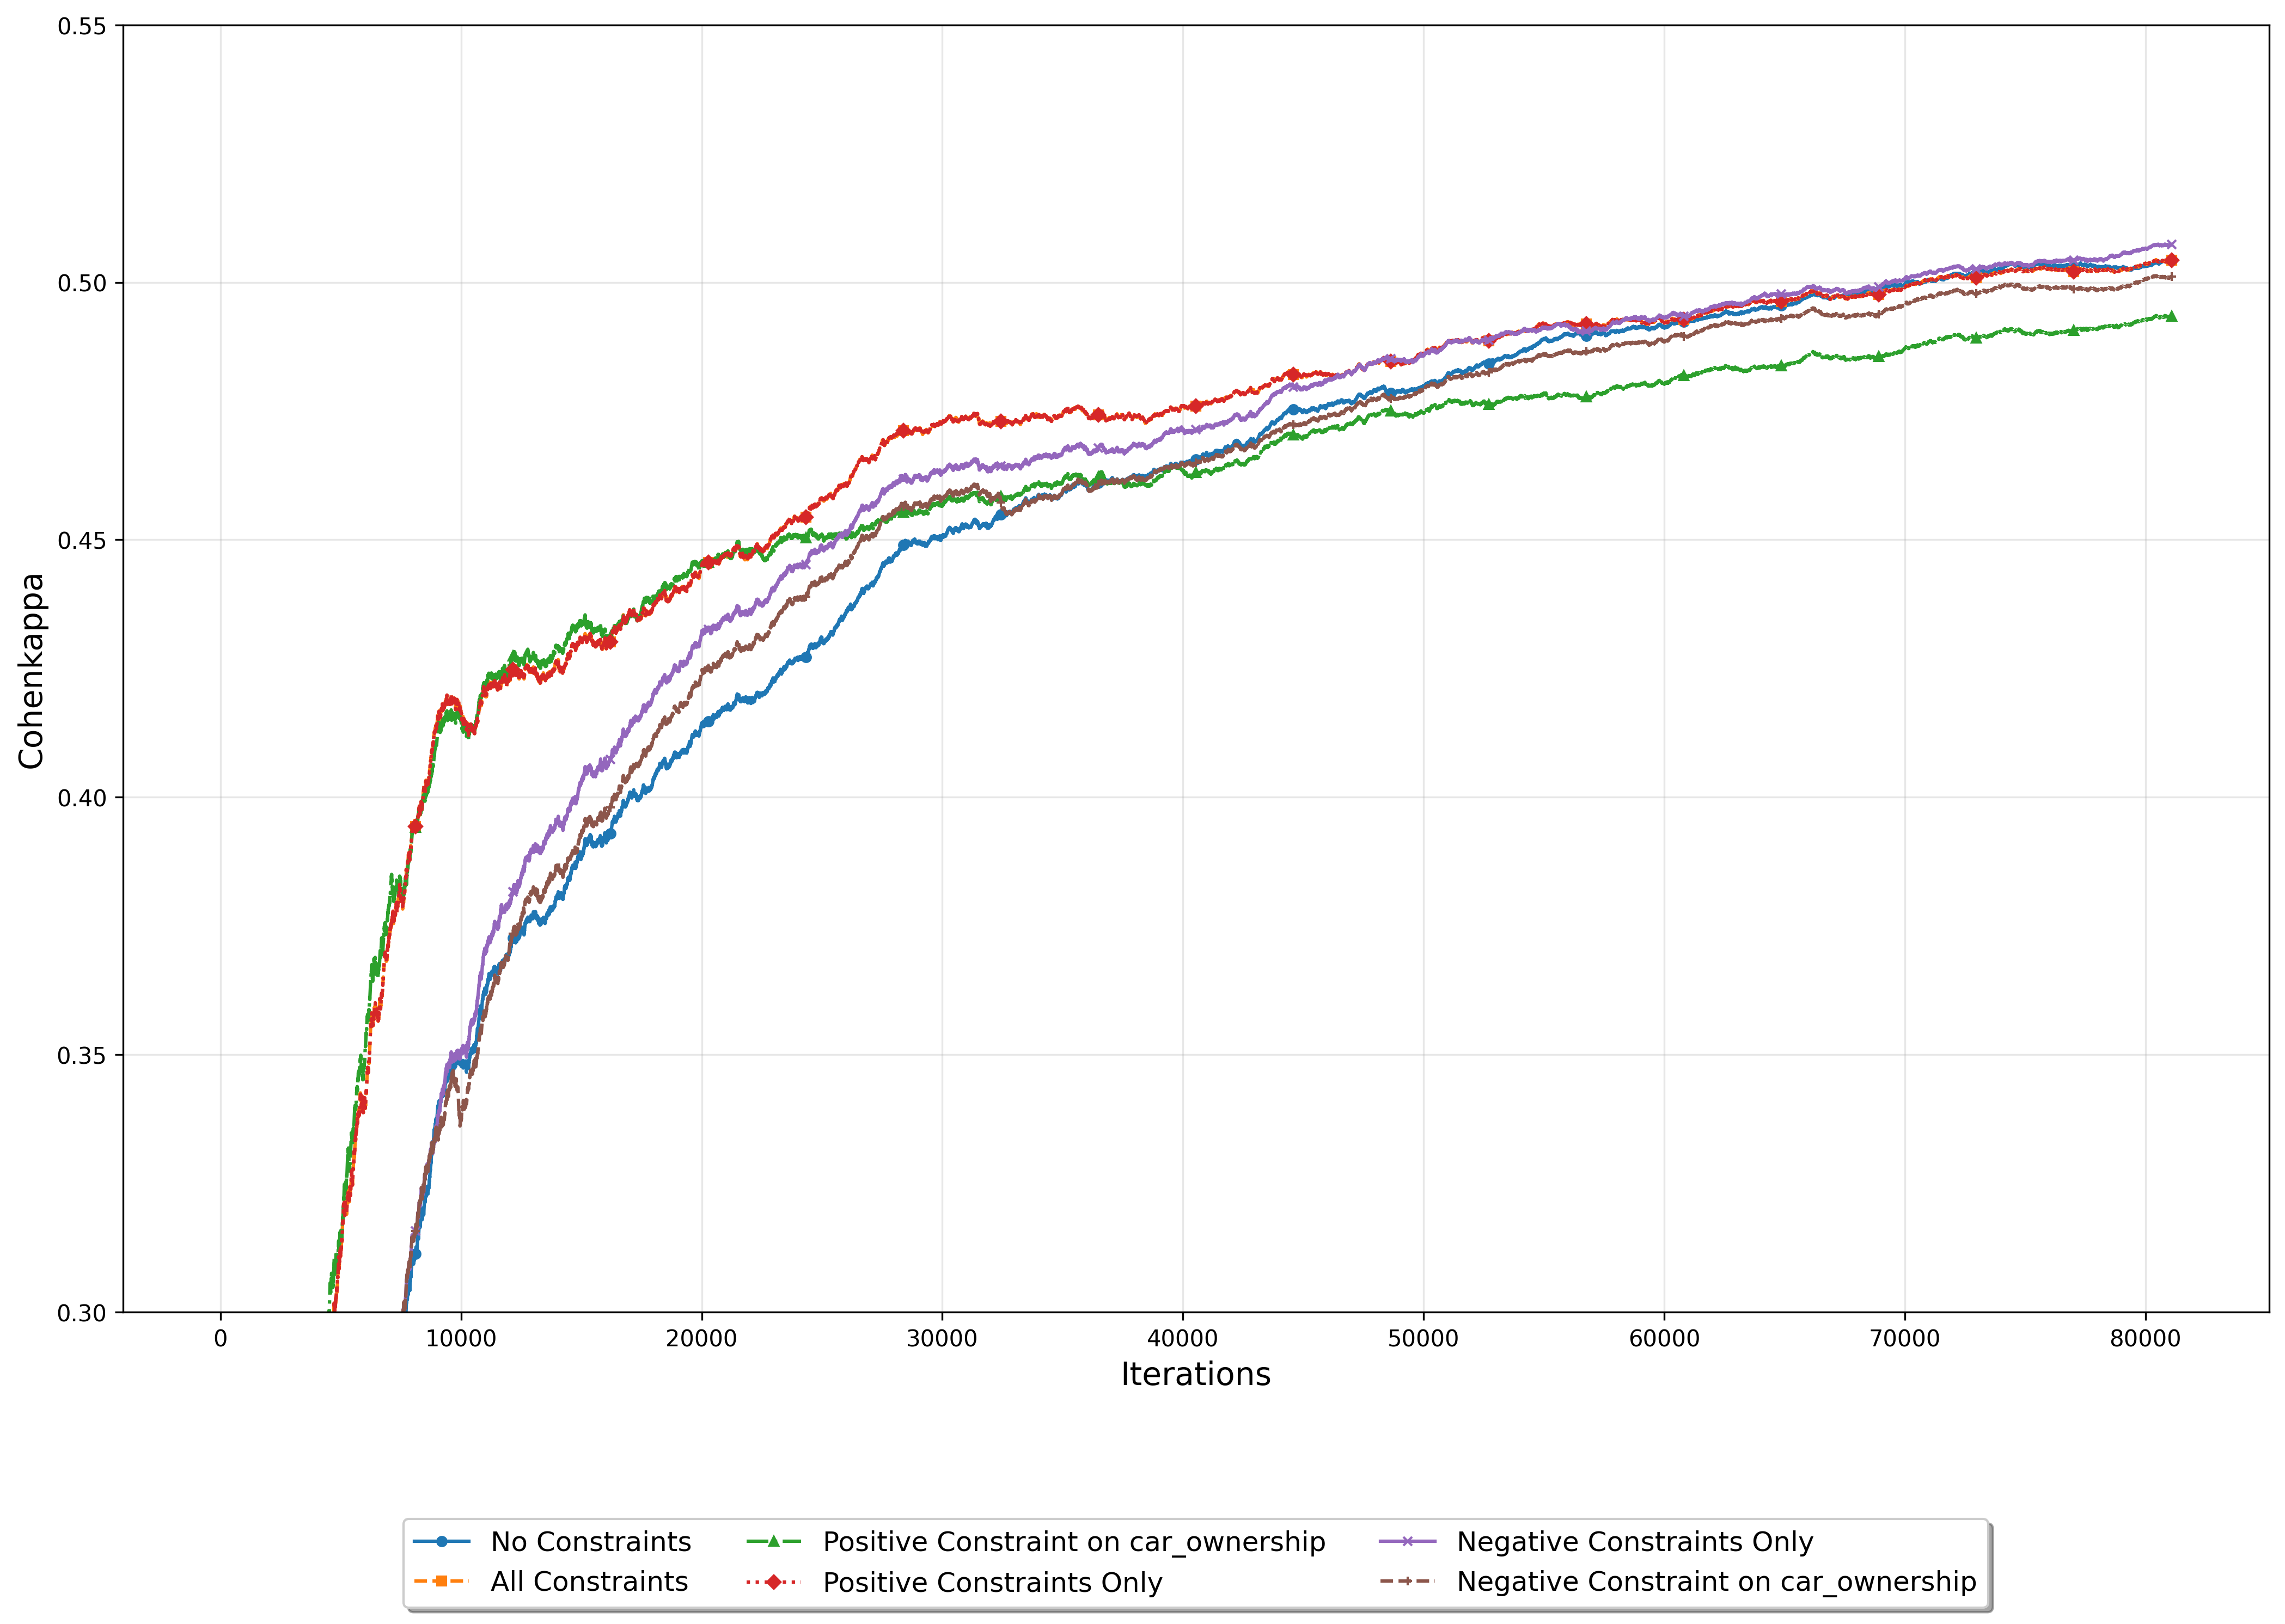 0.55
0.50
0.45
0.40
0.35
0.30
Cohenkappa
0 10000 20000 30000 40000 50000 60000 70000 80000
Iterations
No Constraints
All Constraints
Positive Constraint on car_ownership
Positive Constraints Only
Negative Constraints Only
Negative Constraint on car_ownership